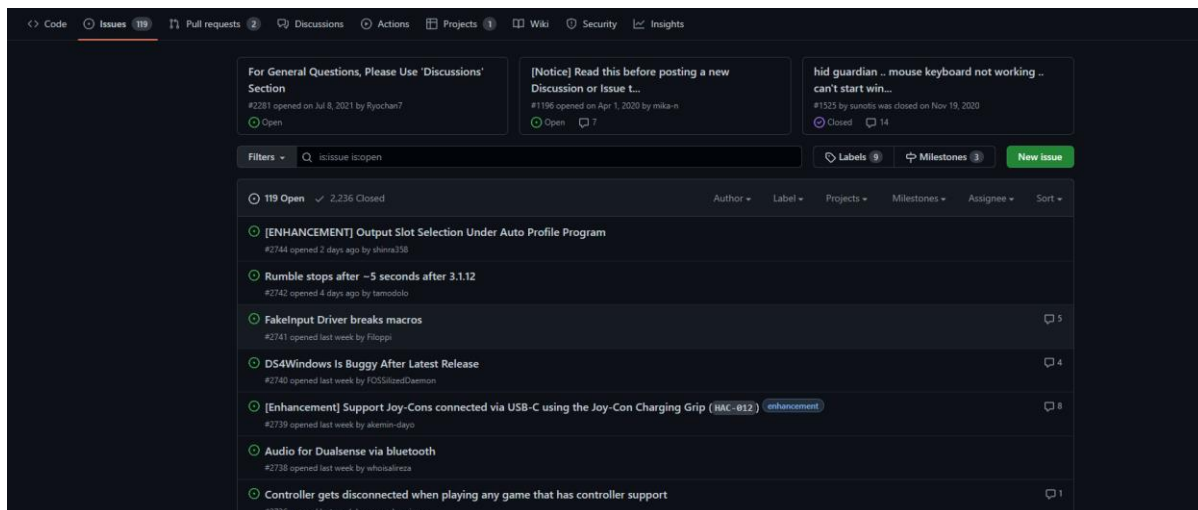 Code Issues 119 Pull requests 2 Discussions Actions Projects 1 Wiki Security Insights
For General Questions, Please Use 'Discussions'
Section
#2281 opened on Jul 8, 2021 by Ryochan7
Open
[Notice] Read this before posting a new
Discussion or Issue t...
#1196 opened on Apr 1, 2020 by mika-n
Open 7
hid guardian .. mouse keyboard not working ..
can't start win...
#1525 by sunotis was closed on Nov 19, 2020
Closed 14
Filters is:issue is:open Labels 9 Milestones 3 New issue
119 Open 2,236 Closed Author Label Projects Milestones Assignee Sort
[ENHANCEMENT] Output Slot Selection Under Auto Profile Program
#2744 opened 2 days ago by shinra358
Rumble stops after ~5 seconds after 3.1.12
#2742 opened 4 days ago by tamodolo
FakeInput Driver breaks macros 5
#2741 opened last week by Filoppi
DS4Windows Is Buggy After Latest Release 4
#2740 opened last week by FOSSilizedDaemon
[Enhancement] Support Joy-Cons connected via USB-C using the Joy-Con Charging Grip (HAC-012) enhancement 8
#2739 opened last week by akemin-dayo
Audio for Dualsense via bluetooth
#2738 opened last week by whoisalireza
Controller gets disconnected when playing any game that has controller support 1